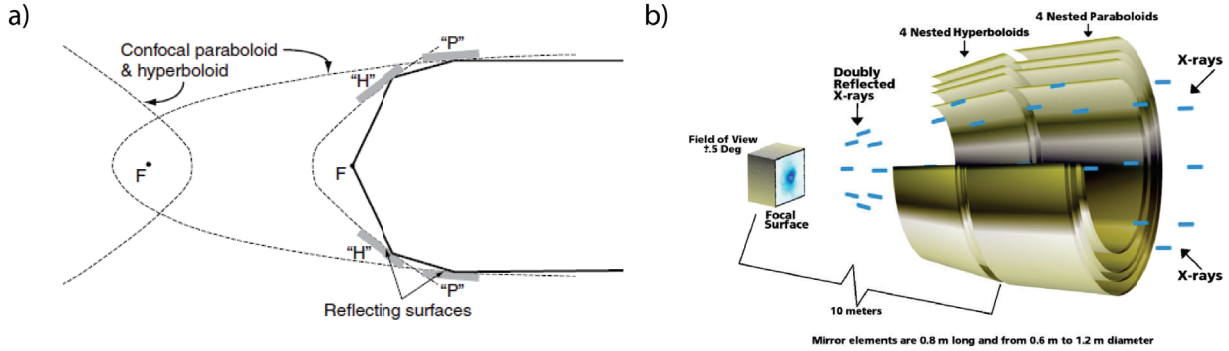 a)
Confocal paraboloid
& hyperboloid
"P"
"H"
F
F
"H"
"P"
Reflecting surfaces
b)
4 Nested Paraboloids
4 Nested Hyperboloids
Doubly
Reflected
X-rays
X-rays
Field of View
±.5 Deg
Focal
Surface
X-rays
10 meters
Mirror elements are 0.8 m long and from 0.6 m to 1.2 m diameter